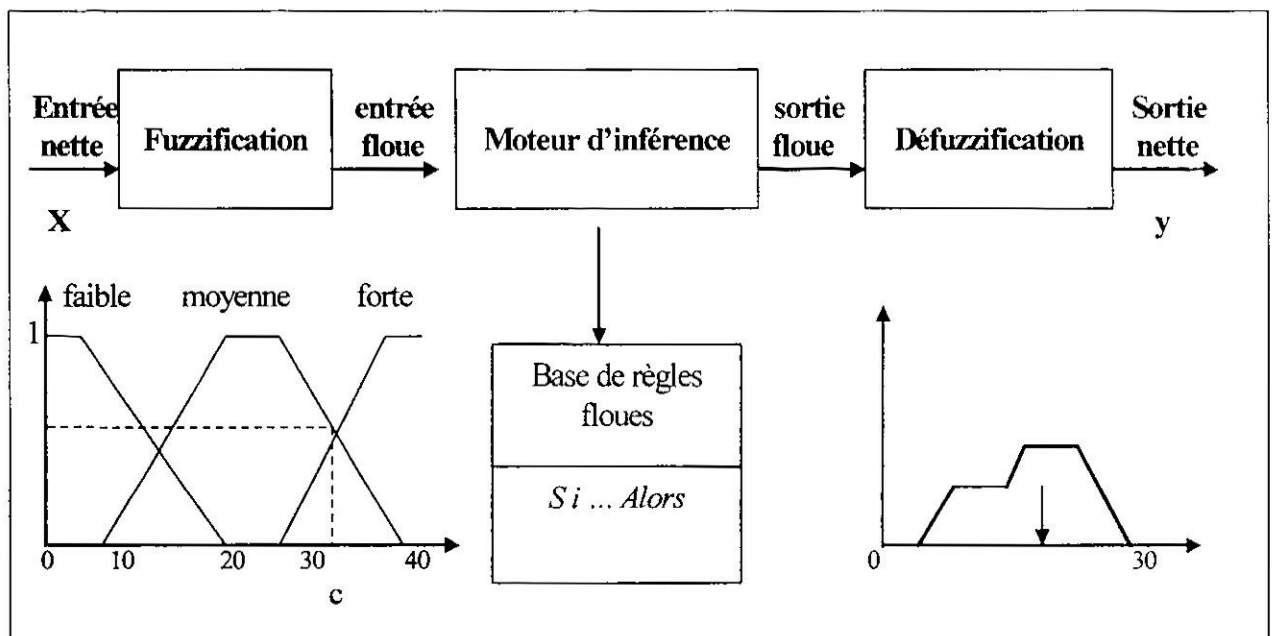 Entrée
nette
Fuzzification
entrée
floue
Moteur d'inférence
sortie
floue
Défuzzification
Sortie
nette
X
y
faible moyenne forte
1
0 10 20 30 40
c
Base de règles
floues
Si ... Alors
0 30